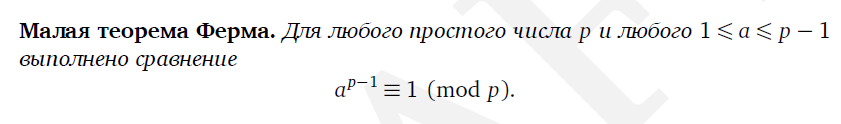 Малая теорема Ферма. Для любого простого числа p и любого 1 ⩽ a ⩽ p − 1
выполнено сравнение
a^{p−1} ≡ 1 (mod p).